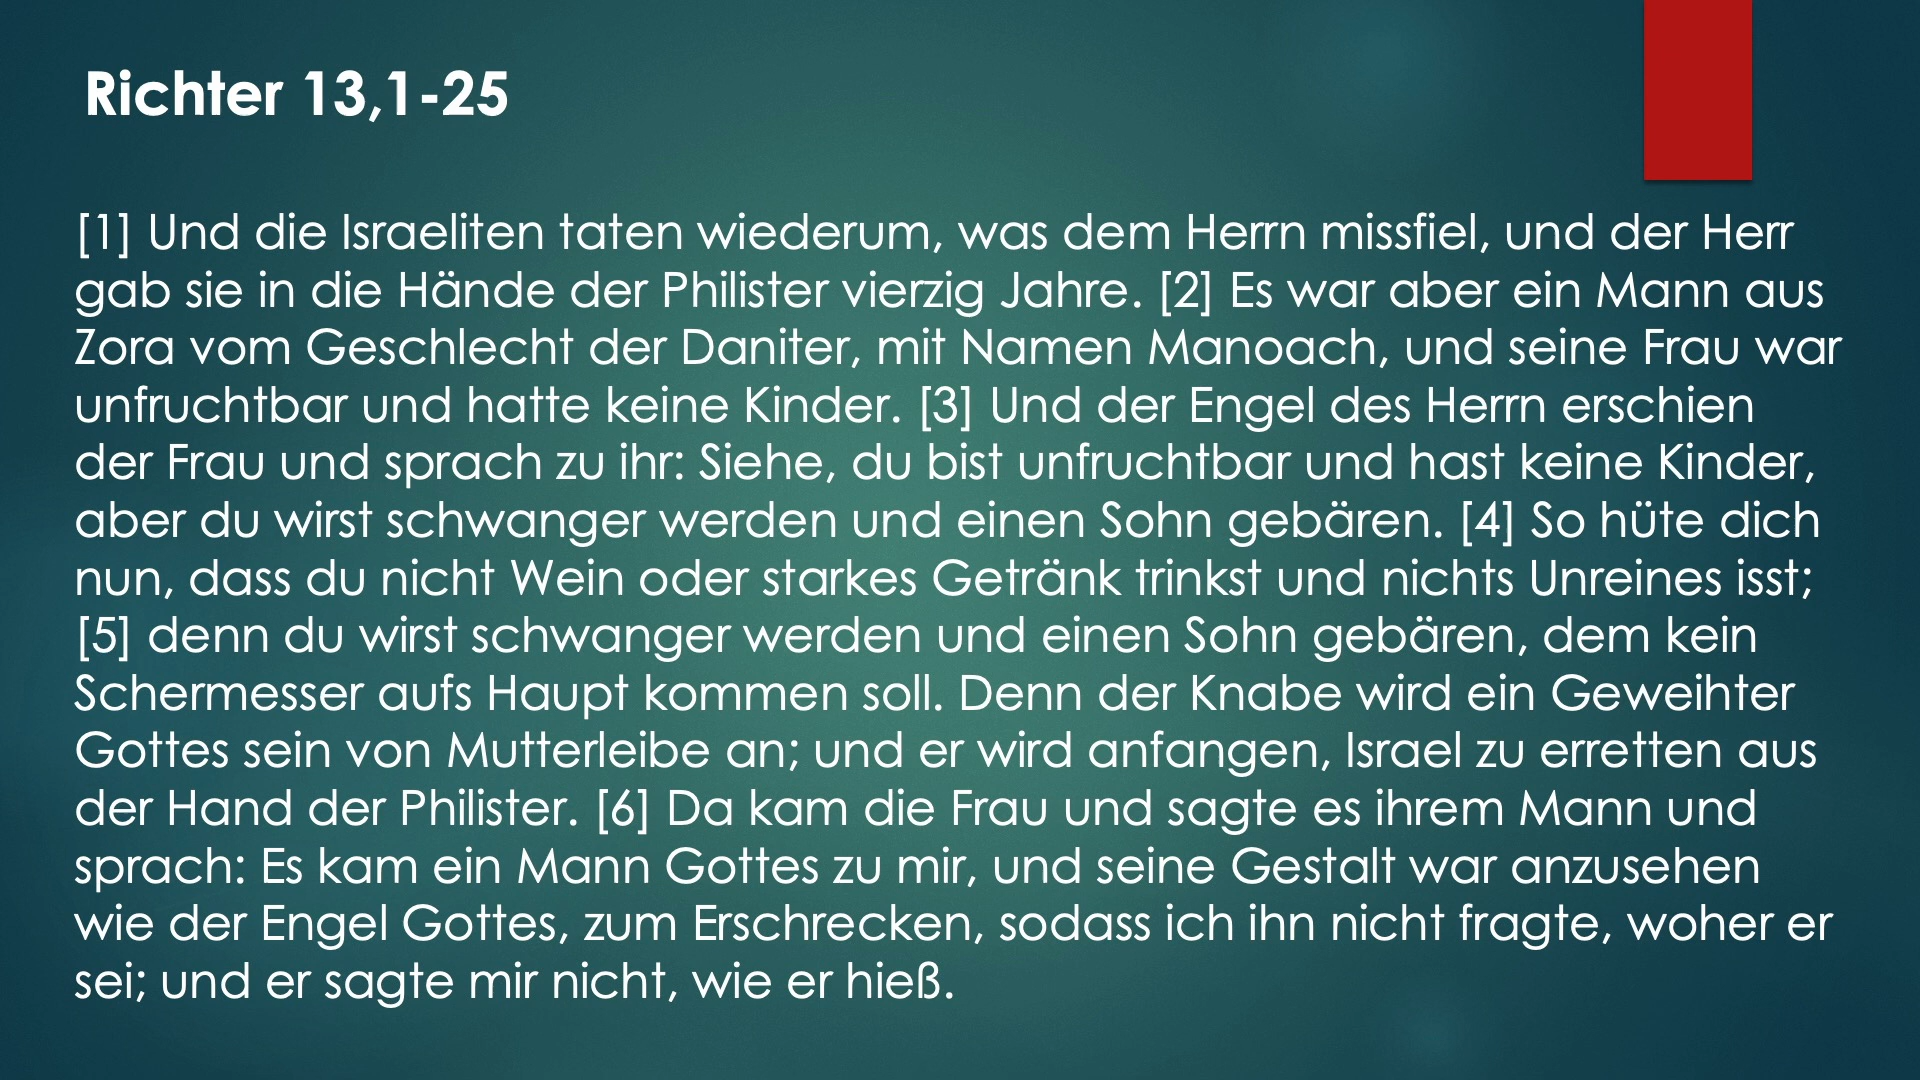 Richter 13,1-25
[1] Und die Israeliten taten wiederum, was dem Herrn missfiel, und der Herr
gab sie in die Hände der Philister vierzig Jahre. [2] Es war aber ein Mann aus
Zora vom Geschlecht der Daniter, mit Namen Manoach, und seine Frau war
unfruchtbar und hatte keine Kinder. [3] Und der Engel des Herrn erschien
der Frau und sprach zu ihr: Siehe, du bist unfruchtbar und hast keine Kinder,
aber du wirst schwanger werden und einen Sohn gebären. [4] So hüte dich
nun, dass du nicht Wein oder starkes Getränk trinkst und nichts Unreines isst;
[5] denn du wirst schwanger werden und einen Sohn gebären, dem kein
Schermesser aufs Haupt kommen soll. Denn der Knabe wird ein Geweihter
Gottes sein von Mutterleibe an; und er wird anfangen, Israel zu erretten aus
der Hand der Philister. [6] Da kam die Frau und sagte es ihrem Mann und
sprach: Es kam ein Mann Gottes zu mir, und seine Gestalt war anzusehen
wie der Engel Gottes, zum Erschrecken, sodass ich ihn nicht fragte, woher er
sei; und er sagte mir nicht, wie er hieß.